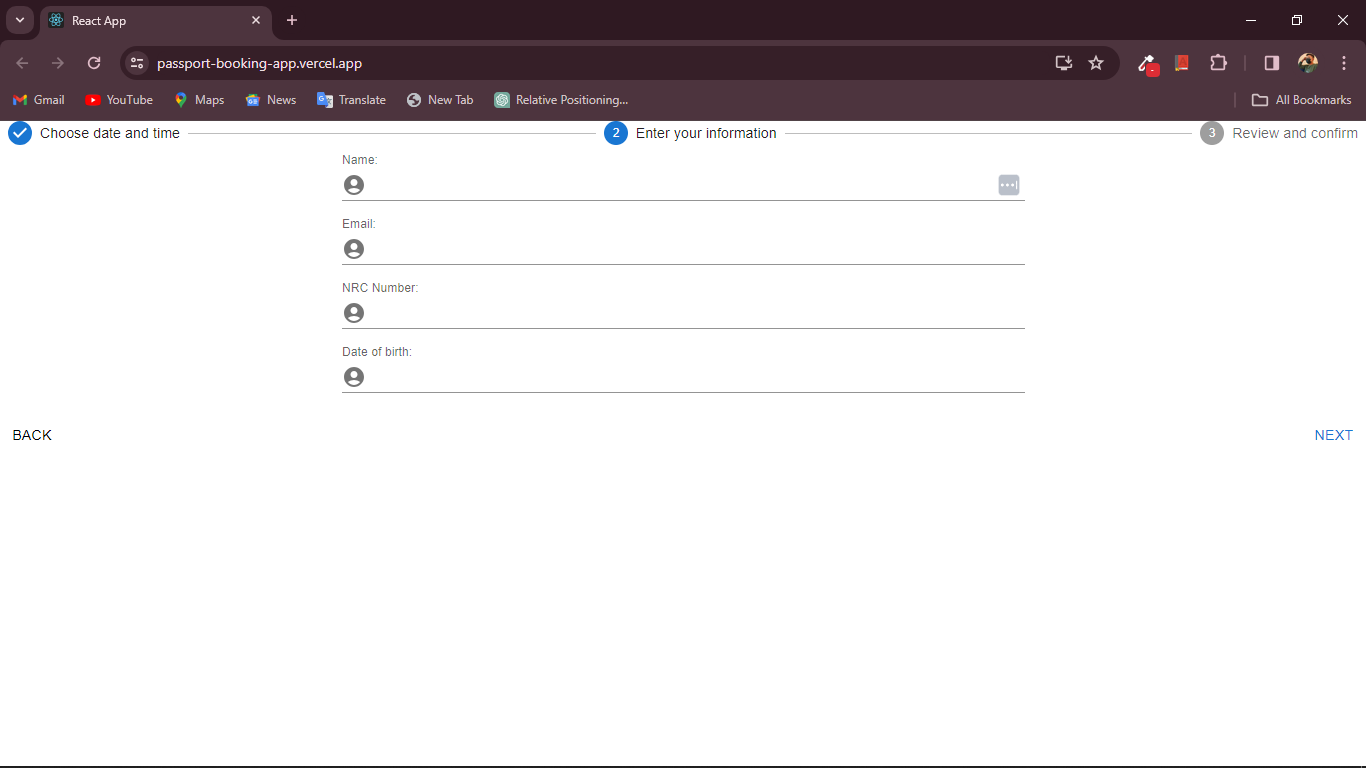 React App
passport-booking-app.vercel.app
Gmail YouTube Maps News Translate New Tab Relative Positioning... All Bookmarks
Choose date and time 2 Enter your information 3 Review and confirm
Name:
Email:
NRC Number:
Date of birth:
BACK NEXT